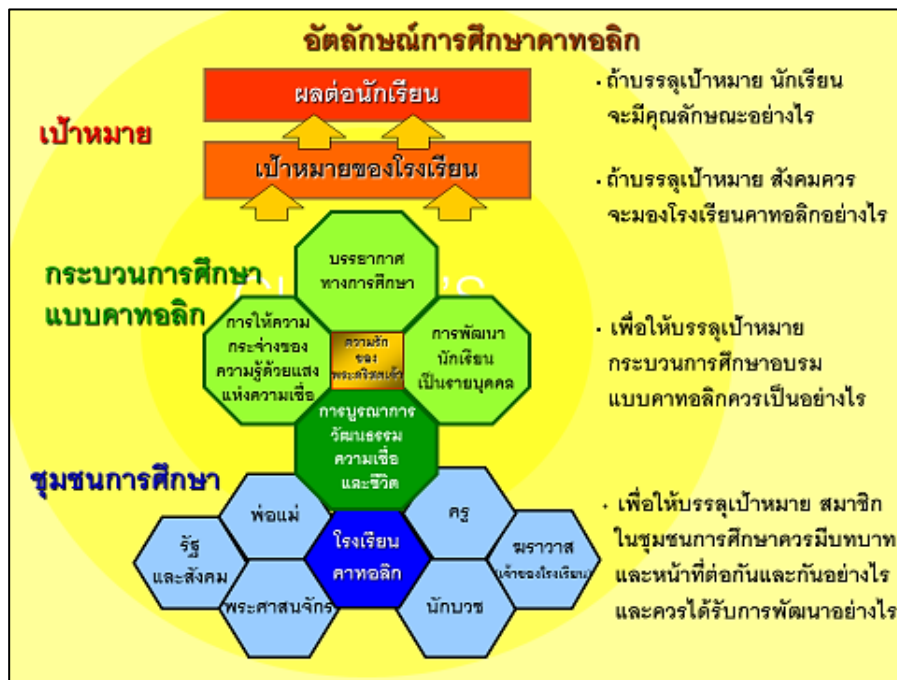 อัตลักษณ์การศึกษาคาทอลิก
ผลต่อนักเรียน
เป้าหมาย
เป้าหมายของโรงเรียน
· ถ้าบรรลุเป้าหมาย นักเรียน
จะมีคุณลักษณะอย่างไร
· ถ้าบรรลุเป้าหมาย สังคมควร
จะมองโรงเรียนคาทอลิกอย่างไร
กระบวนการศึกษา
แบบคาทอลิก
บรรยากาศ
ทางการศึกษา
การให้ความ
กระจ่างของ
ความรู้ด้วยแสง
แห่งความเชื่อ
ความรัก
ของ
พระคริสตเจ้า
การพัฒนา
นักเรียน
เป็นรายบุคคล
การบูรณาการ
วัฒนธรรม
ความเชื่อ
และชีวิต
· เพื่อให้บรรลุเป้าหมาย
กระบวนการศึกษาอบรม
แบบคาทอลิกควรเป็นอย่างไร
ชุมชนการศึกษา
พ่อแม่
ครู
รัฐ
และสังคม
โรงเรียน
คาทอลิก
ฆราวาส
(เจ้าของโรงเรียน)
พระศาสนจักร
นักบวช
+ เพื่อให้บรรลุเป้าหมาย สมาชิก
ในชุมชนการศึกษาควรมีบทบาท
และหน้าที่ต่อกันและกันอย่างไร
และควรได้รับการพัฒนาอย่างไร